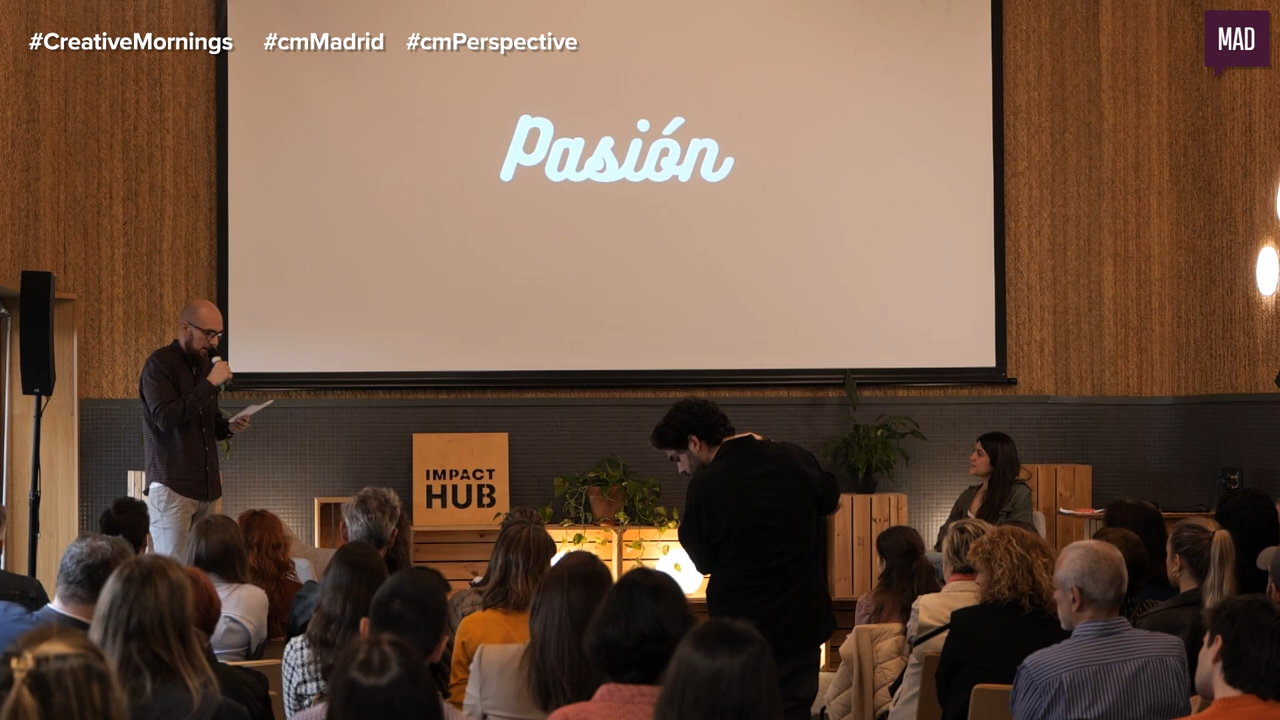 #CreativeMornings #cmMadrid #cmPerspective
MAD
Pasión
IMPACT
HUB